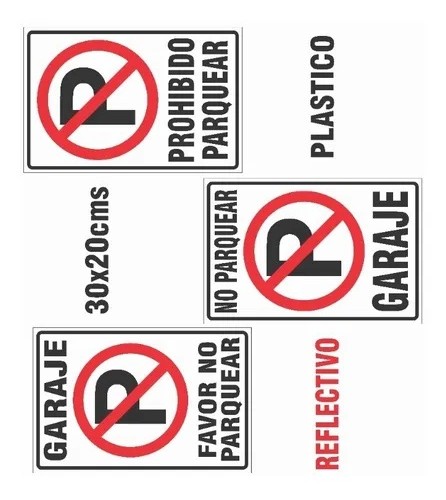 GARAJE
P
FAVOR NO
PARQUEAR
30x20cms
P
PROHIBIDO
PARQUEAR
REFLECTIVO
NO PARQUEAR
P
GARAJE
PLASTICO